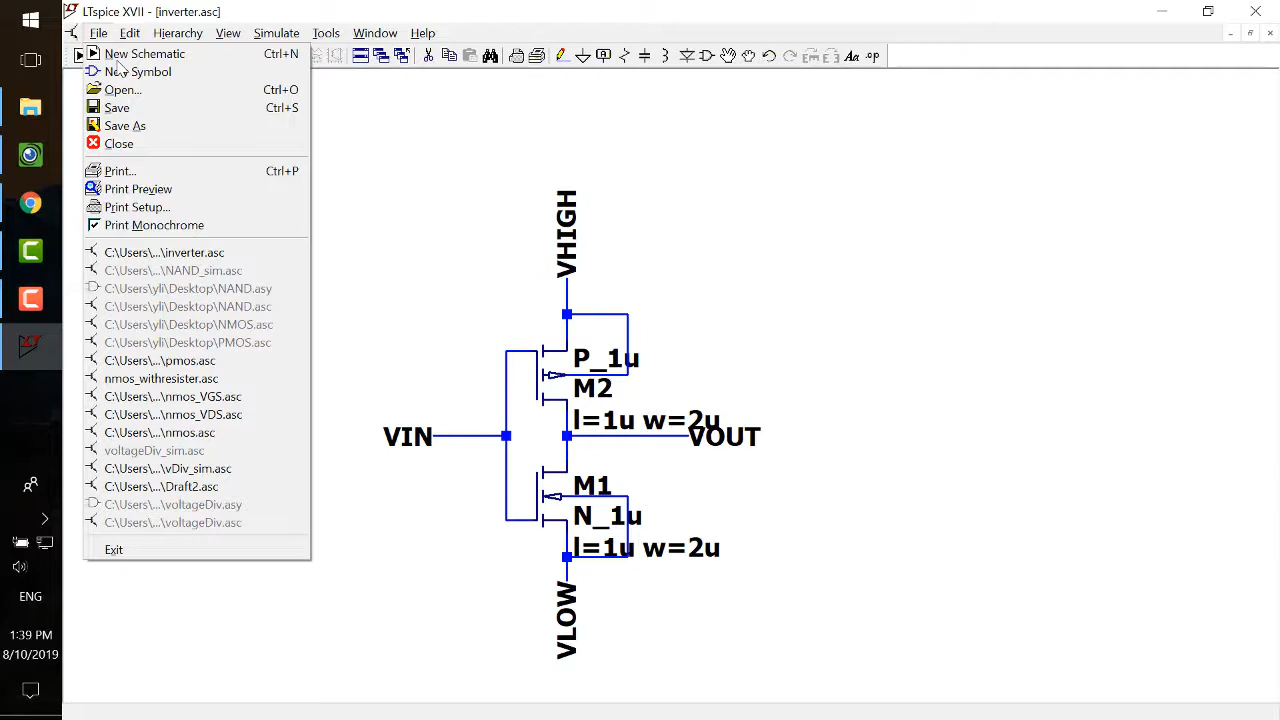 LTspice XVII - [inverter.asc]
File Edit Hierarchy View Simulate Tools Window Help
New Schematic Ctrl+N
New Symbol
Open... Ctrl+O
Save Ctrl+S
Save As
Close
Print... Ctrl+P
Print Preview
Print Setup...
Print Monochrome
C:\Users\...\inverter.asc
C:\Users\...\NAND_sim.asc
C:\Users\yli\Desktop\NAND.asy
C:\Users\yli\Desktop\NAND.asc
C:\Users\yli\Desktop\NMOS.asc
C:\Users\yli\Desktop\PMOS.asc
C:\Users\...\pmos.asc
nmos_withresister.asc
C:\Users\...\nmos_VGS.asc
C:\Users\...\nmos_VDS.asc
C:\Users\...\nmos.asc
voltageDiv_sim.asc
C:\Users\...\vDiv_sim.asc
C:\Users\...\Draft2.asc
C:\Users\...\voltageDiv.asy
C:\Users\...\voltageDiv.asc
Exit
Aa .op
VHIGH
P_1u
M2
l=1u w=2u
VIN
VOUT
M1
N_1u
l=1u w=2u
VLOW
ENG
1:39 PM
8/10/2019